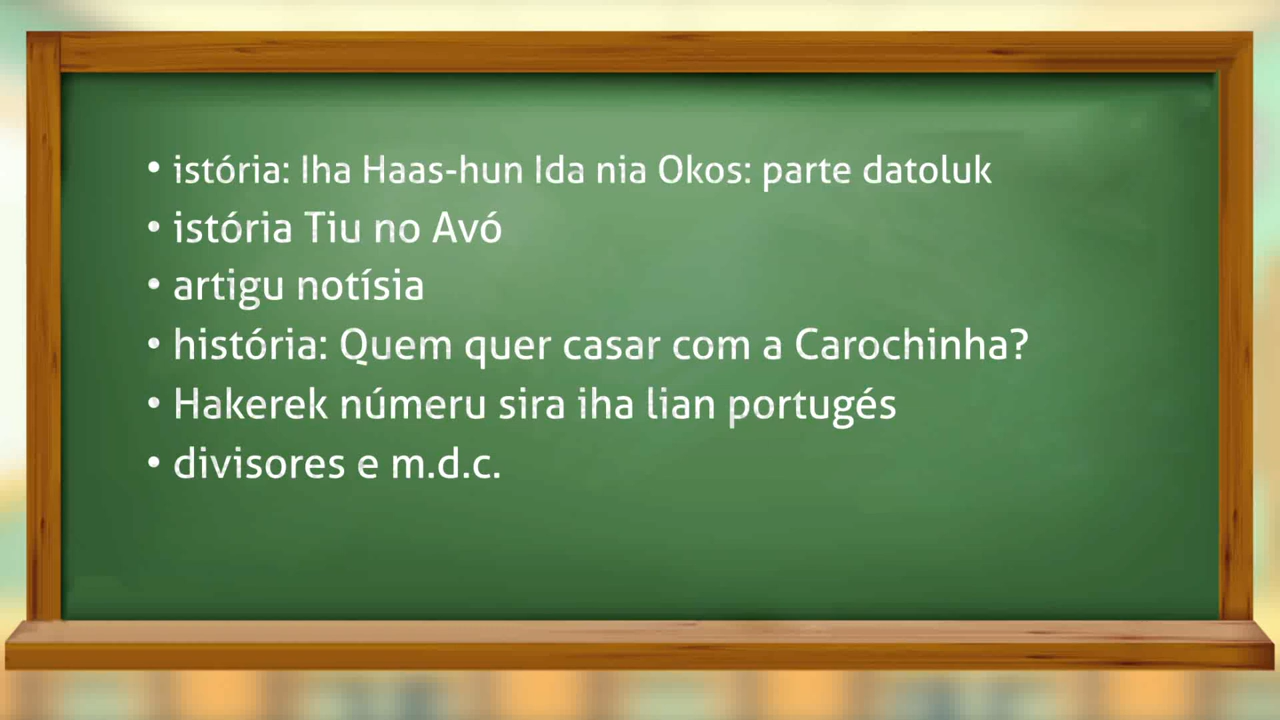 • istória: Iha Haas-hun Ida nia Okos: parte datoluk
• istória Tiu no Avó
• artigu notísia
• história: Quem quer casar com a Carochinha?
• Hakerek númeru sira iha lian portugés
• divisores e m.d.c.